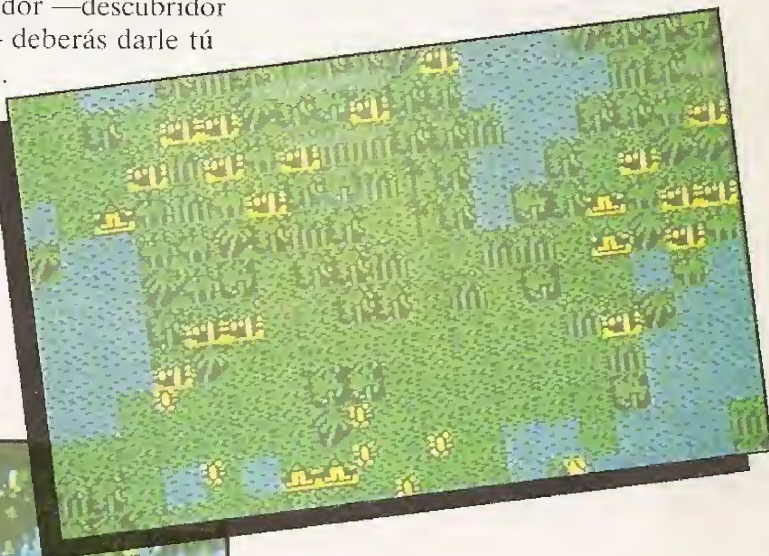 dor —descubridor
- deberás darle tú
.